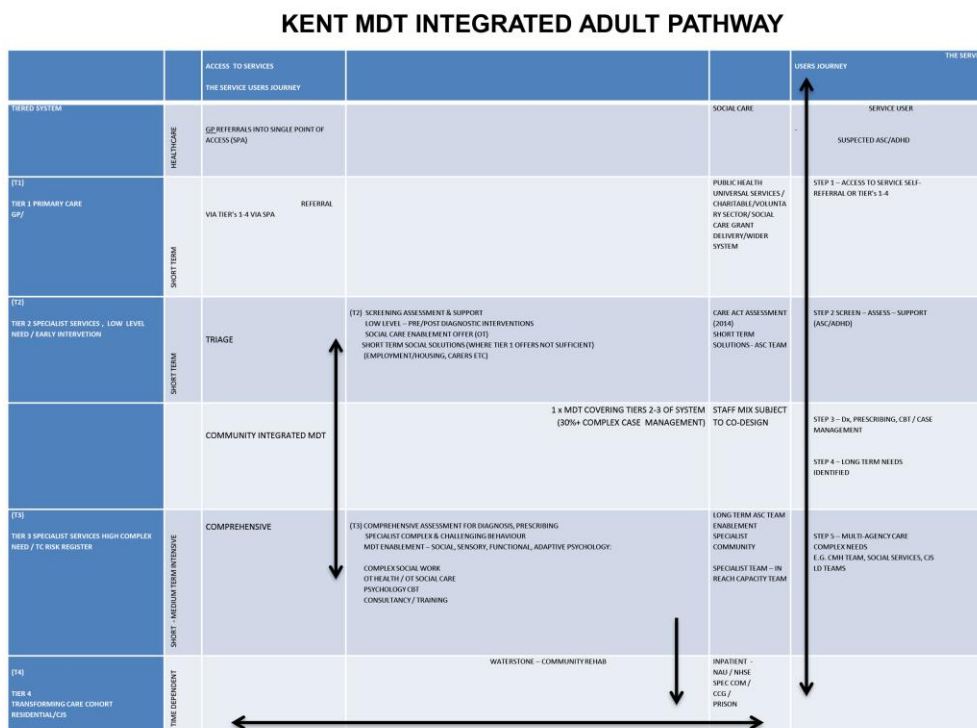 KENT MDT INTEGRATED ADULT PATHWAY
THE SERVI
ACCESS TO SERVICES
THE SERVICE USERS JOURNEY
USERS JOURNEY
TIERED SYSTEM
HEALTHCARE
GP REFERRALS INTO SINGLE POINT OF
ACCESS (SPA)
SOCIAL CARE
SERVICE USER
-
SUSPECTED ASC/ADHD
(T1)
TIER 1 PRIMARY CARE
GP/
SHORT TERM
REFERRAL
VIA TIER's 1-4 VIA SPA
PUBLIC HEALTH
UNIVERSAL SERVICES /
CHARITABLE/VOLUNTA
RY SECTOR/ SOCIAL
CARE GRANT
DELIVERY/WIDER
SYSTEM
STEP 1 – ACCESS TO SERVICE SELF-
REFERRAL OR TIER's 1-4
(T2)
TIER 2 SPECIALIST SERVICES , LOW LEVEL
NEED / EARLY INTERVETION
SHORT TERM
TRIAGE
(T2) SCREENING ASSESSMENT & SUPPORT
LOW LEVEL – PRE/POST DIAGNOSTIC INTERVENTIONS
SOCIAL CARE ENABLEMENT OFFER (OT)
SHORT TERM SOCIAL SOLUTIONS (WHERE TIER 1 OFFERS NOT SUFFICIENT)
(EMPLOYMENT/HOUSING, CARERS ETC)
CARE ACT ASSESSMENT
(2014)
SHORT TERM
SOLUTIONS - ASC TEAM
STEP 2 SCREEN – ASSESS – SUPPORT
(ASC/ADHD)
COMMUNITY INTEGRATED MDT
1 x MDT COVERING TIERS 2-3 OF SYSTEM
(30%+ COMPLEX CASE MANAGEMENT)
STAFF MIX SUBJECT
TO CO-DESIGN
STEP 3 – Dx, PRESCRIBING, CBT / CASE
MANAGEMENT
STEP 4 – LONG TERM NEEDS
IDENTIFIED
(T3)
TIER 3 SPECIALIST SERVICES HIGH COMPLEX
NEED / TC RISK REGISTER
SHORT - MEDIUM TERM INTENSIVE
COMPREHENSIVE
(T3) COMPREHENSIVE ASSESSMENT FOR DIAGNOSIS, PRESCRIBING
SPECIALIST COMPLEX & CHALLENGING BEHAVIOUR
MDT ENABLEMENT – SOCIAL, SENSORY, FUNCTIONAL, ADAPTIVE PSYCHOLOGY:
COMPLEX SOCIAL WORK
OT HEALTH / OT SOCIAL CARE
PSYCHOLOGY CBT
CONSULTANCY / TRAINING
LONG TERM ASC TEAM
ENABLEMENT
SPECIALIST
COMMUNITY
SPECIALIST TEAM – IN
REACH CAPACITY TEAM
STEP 5 – MULTI-AGENCY CARE
COMPLEX NEEDS
E.G. CMH TEAM, SOCIAL SERVICES, CJS
LD TEAMS
(T4)
TIER 4
TRANSFORMING CARE COHORT
RESIDENTIAL/CJS
TIME DEPENDENT
WATERSTONE – COMMUNITY REHAB
INPATIENT -
NAU / NHSE
SPEC COM /
CCG /
PRISON